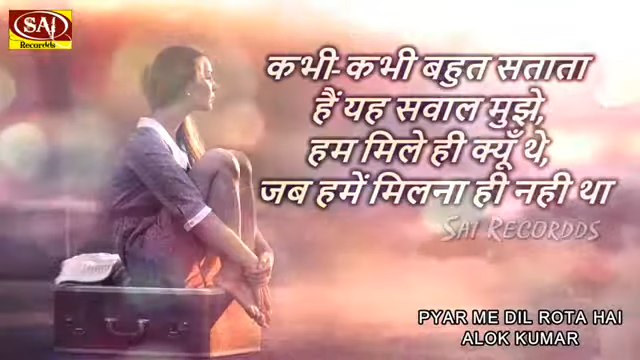 SAI
Recordds
कभी-कभी बहुत सताता
हैं यह सवाल मुझे,
हम मिले ही क्यूँ थे,
जब हमें मिलना ही नही था
SAI RECORDDS
PYAR ME DIL ROTA HAI
ALOK KUMAR